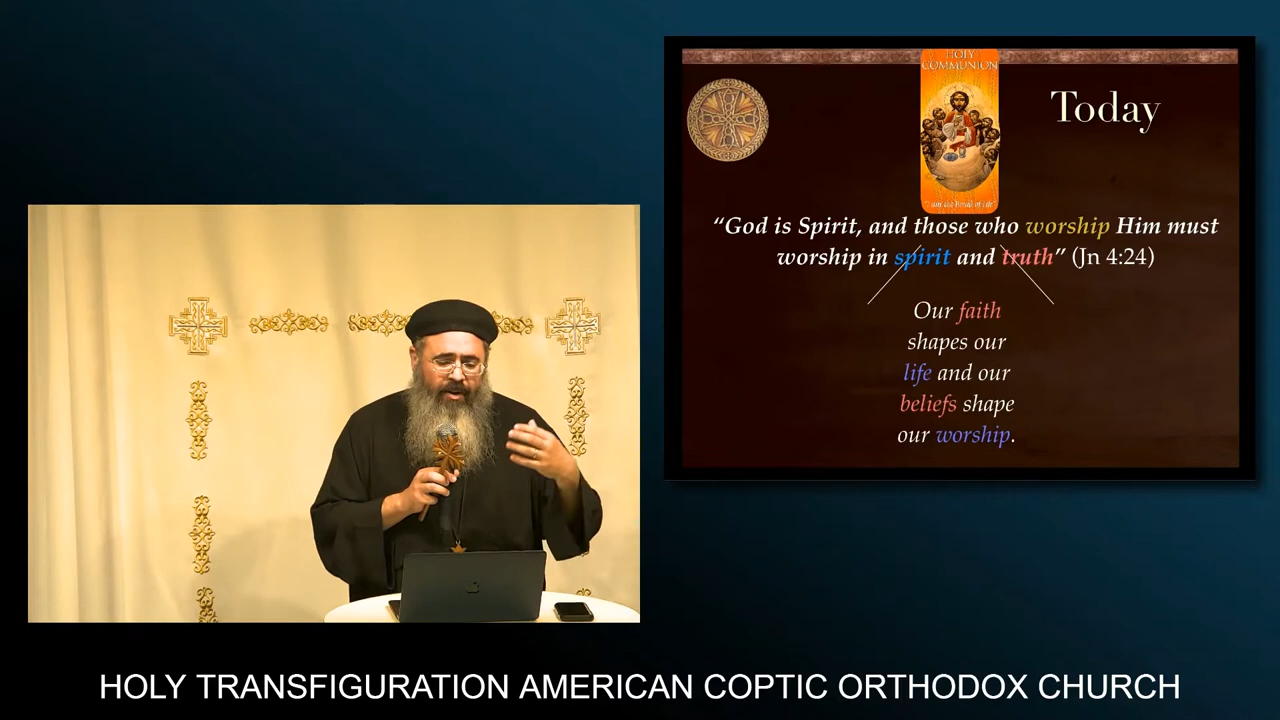 HOLY
COMMUNION
Today
“God is Spirit, and those who worship Him must
worship in spirit and truth” (Jn 4:24)
Our faith
shapes our
life and our
beliefs shape
our worship.
HOLY TRANSFIGURATION AMERICAN COPTIC ORTHODOX CHURCH